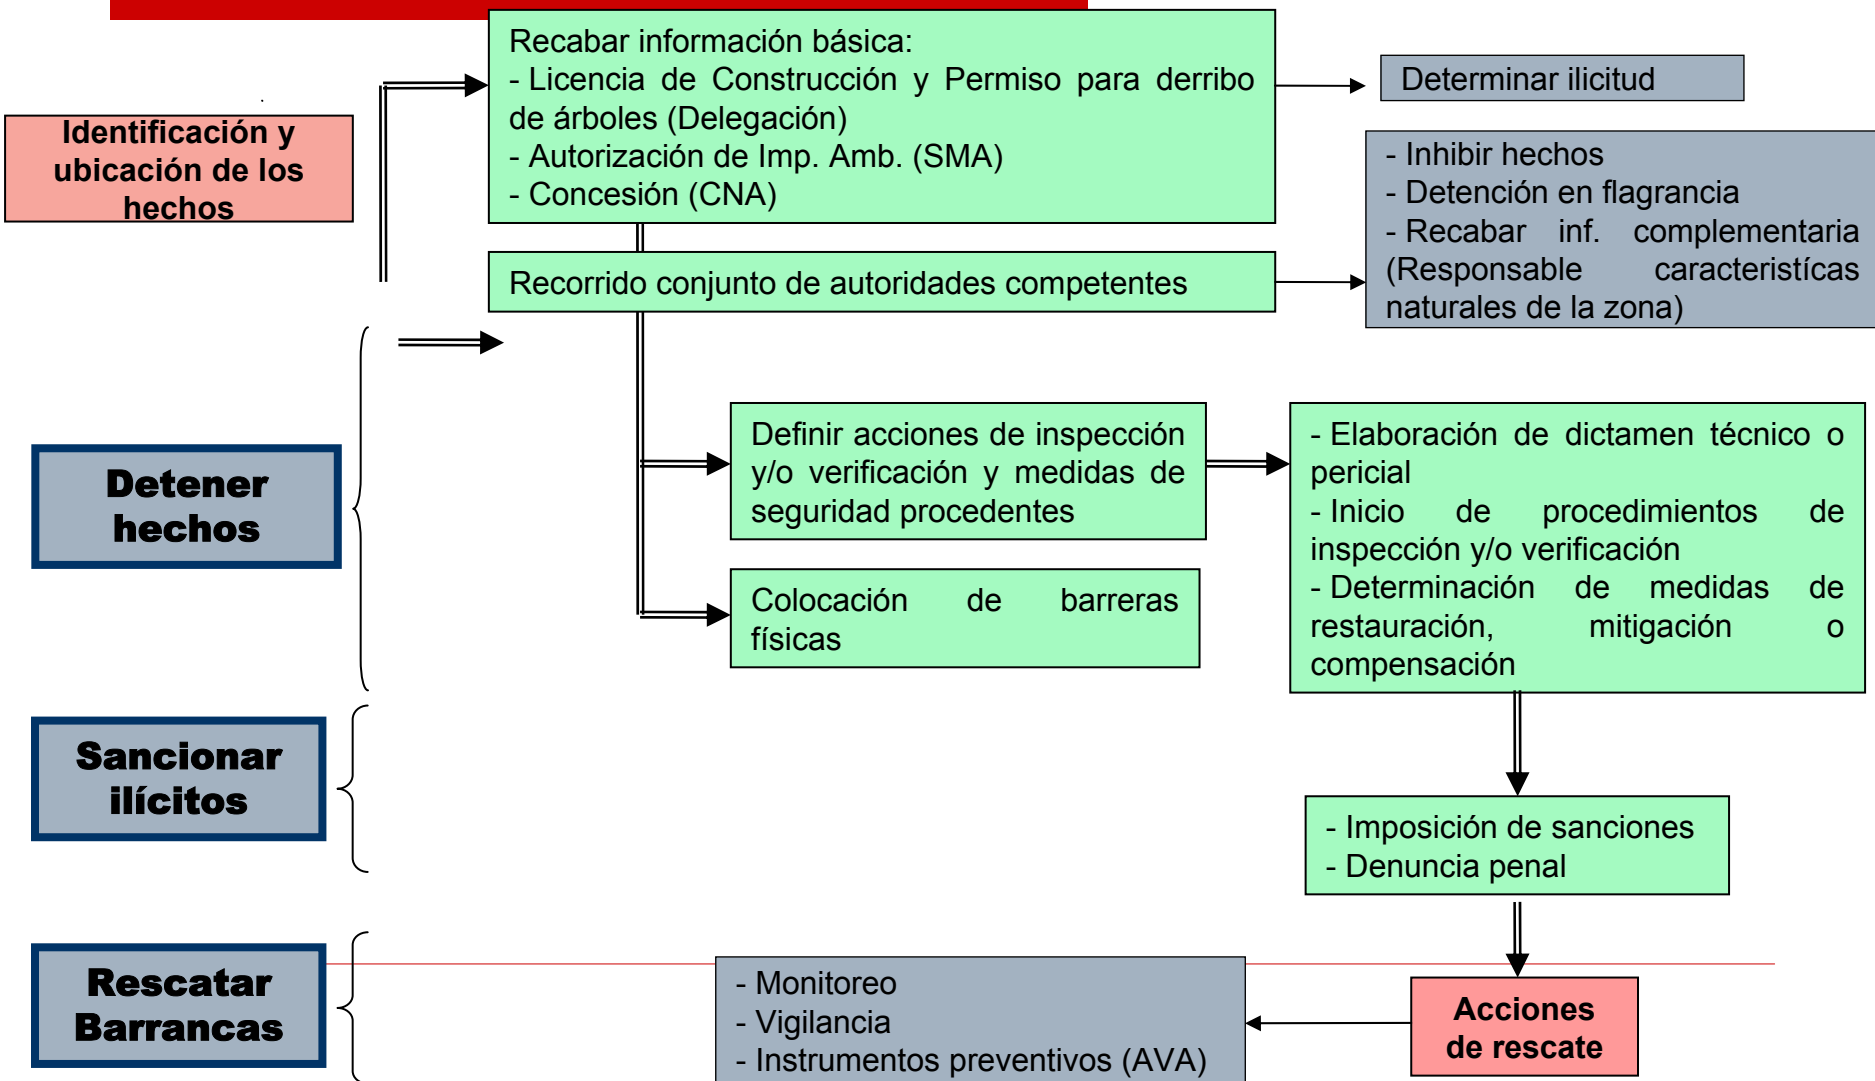 Recabar información básica:
- Licencia de Construcción y Permiso para derribo
de árboles (Delegación)
- Autorización de Imp. Amb. (SMA)
- Concesión (CNA)
Determinar ilicitud
Identificación y
ubicación de los
hechos
- Inhibir hechos
- Detención en flagrancia
- Recabar inf. complementaria
(Responsable caracteristícas
naturales de la zona)
Recorrido conjunto de autoridades competentes
Detener
hechos
Definir acciones de inspección
y/o verificación y medidas de
seguridad procedentes
- Elaboración de dictamen técnico o
pericial
- Inicio de procedimientos de
inspección y/o verificación
- Determinación de medidas de
restauración, mitigación o
compensación
Colocación de barreras
físicas
Sancionar
ilícitos
- Imposición de sanciones
- Denuncia penal
Rescatar
Barrancas
- Monitoreo
- Vigilancia
- Instrumentos preventivos (AVA)
Acciones
de rescate